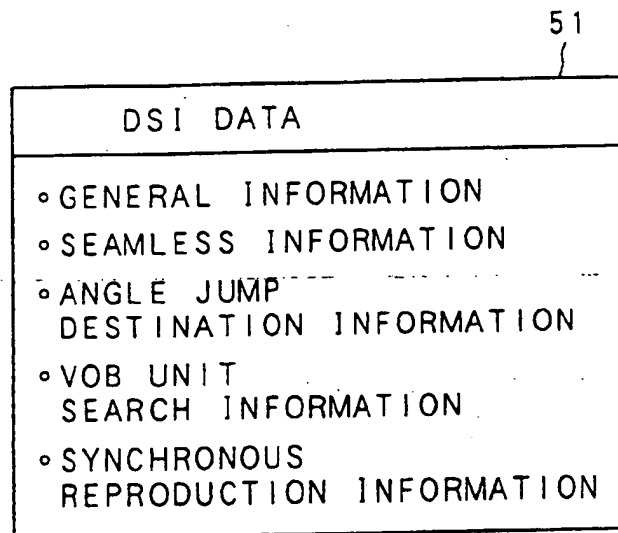 51
DSI DATA
∘GENERAL INFORMATION
∘SEAMLESS INFORMATION
∘ANGLE JUMP
DESTINATION INFORMATION
∘VOB UNIT
SEARCH INFORMATION
∘SYNCHRONOUS
REPRODUCTION INFORMATION